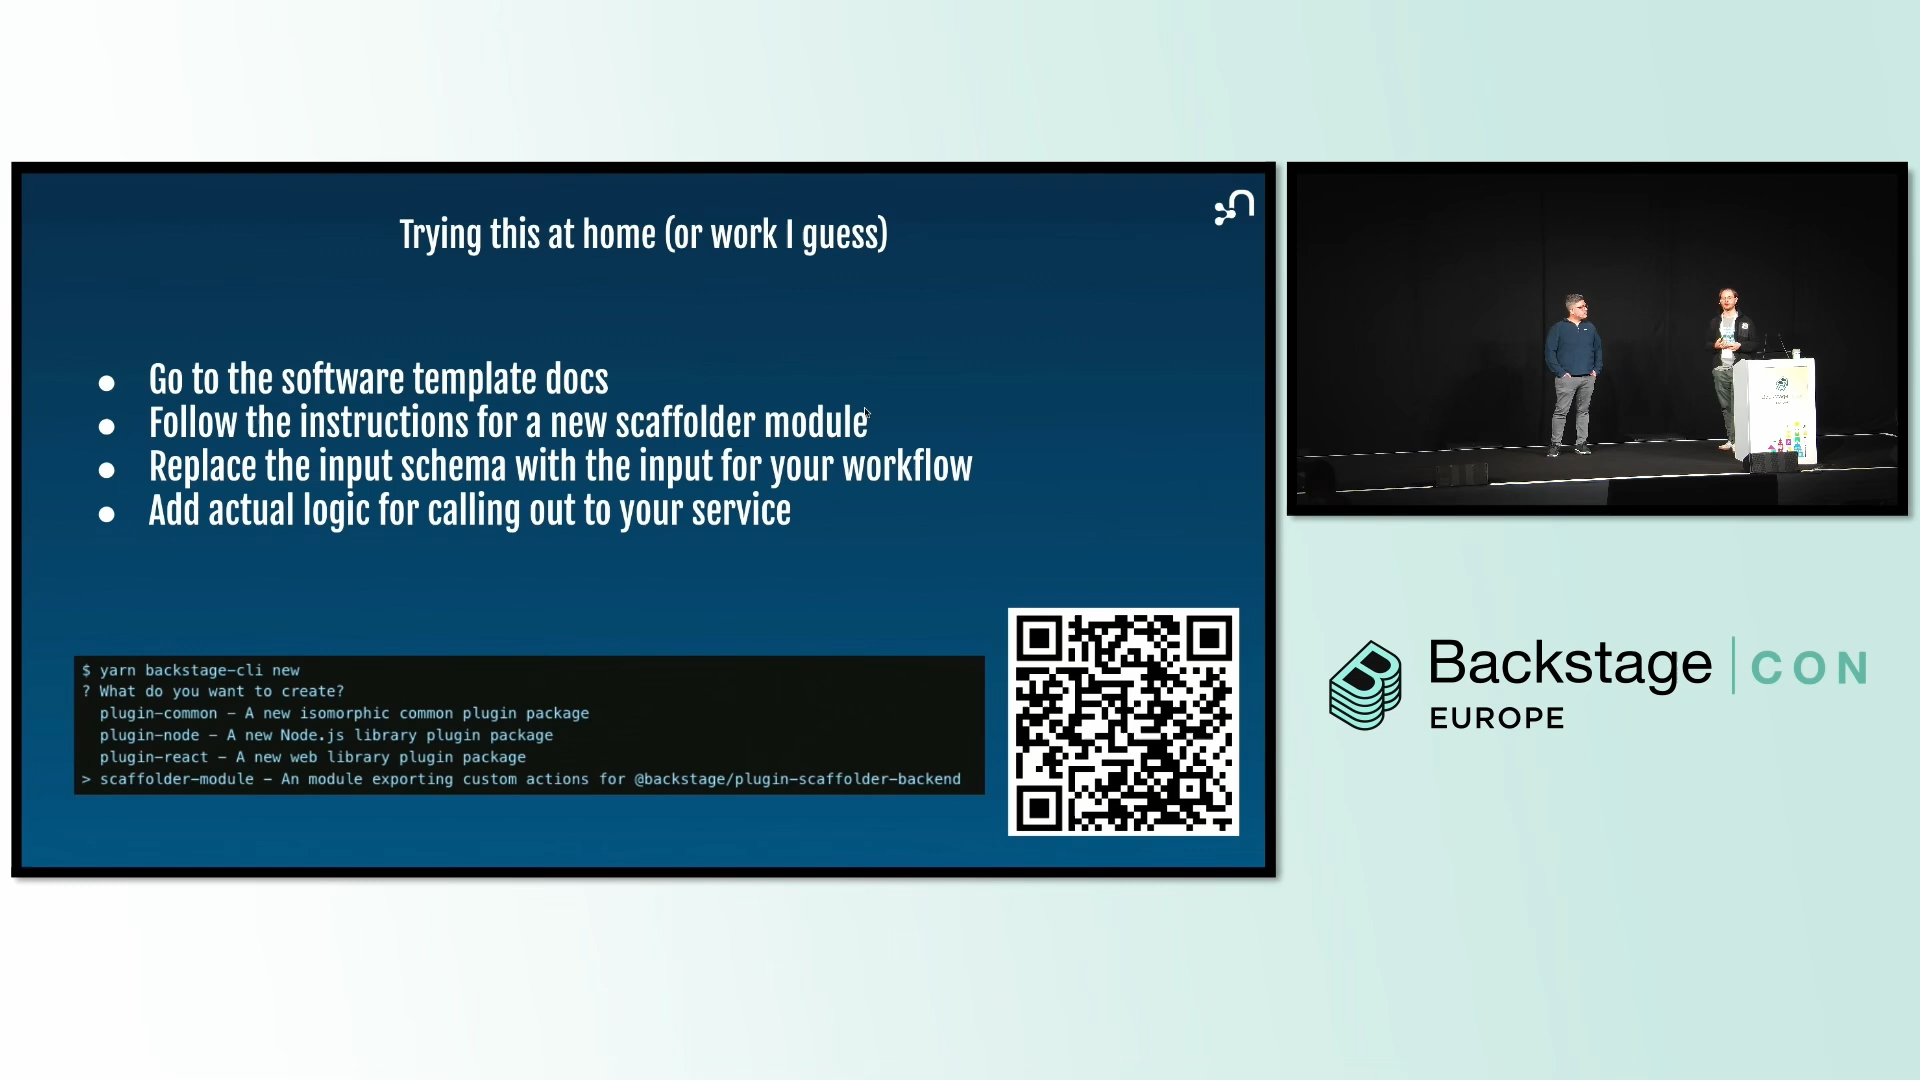 Trying this at home (or work I guess)
● Go to the software template docs
● Follow the instructions for a new scaffolder module
● Replace the input schema with the input for your workflow
● Add actual logic for calling out to your service
$ yarn backstage-cli new
? What do you want to create?
plugin-common – A new isomorphic common plugin package
plugin-node – A new Node.js library plugin package
plugin-react – A new web library plugin package
> scaffolder-module – An module exporting custom actions for @backstage/plugin-scaffolder-backend
Backstage | CON
EUROPE